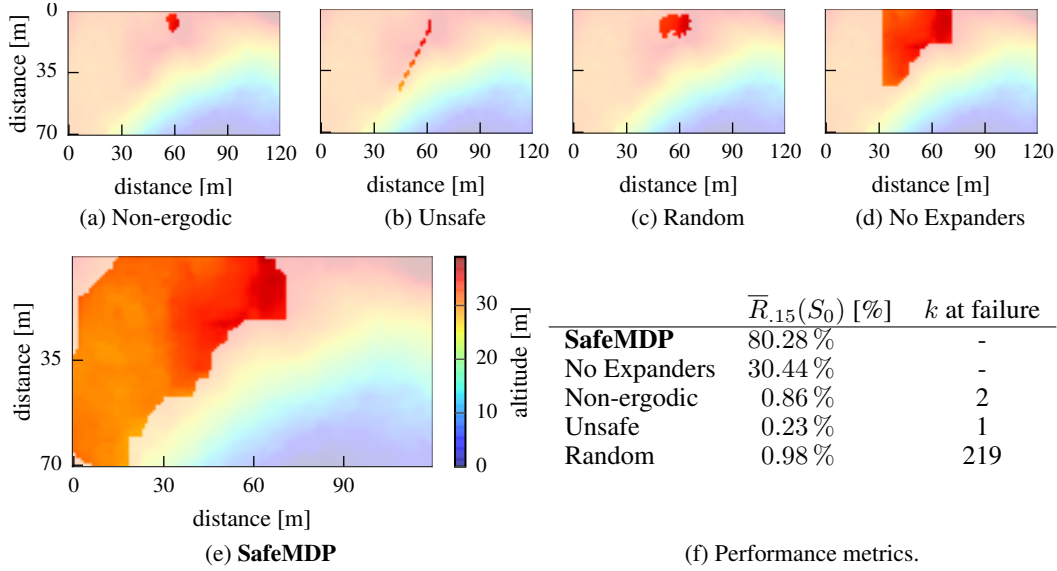 0
35
70
distance [m]
0 30 60 90 120
0 30 60 90 120
0 30 60 90 120
0 30 60 90 120
distance [m]
distance [m]
distance [m]
distance [m]
(a) Non-ergodic
(b) Unsafe
(c) Random
(d) No Expanders
35
70
distance [m]
0 30 60 90
distance [m]
30
20
10
0
altitude [m]
(e) SafeMDP
R̅.15(S0) [%] k at failure
SafeMDP 80.28 % -
No Expanders 30.44 % -
Non-ergodic 0.86 % 2
Unsafe 0.23 % 1
Random 0.98 % 219
(f) Performance metrics.